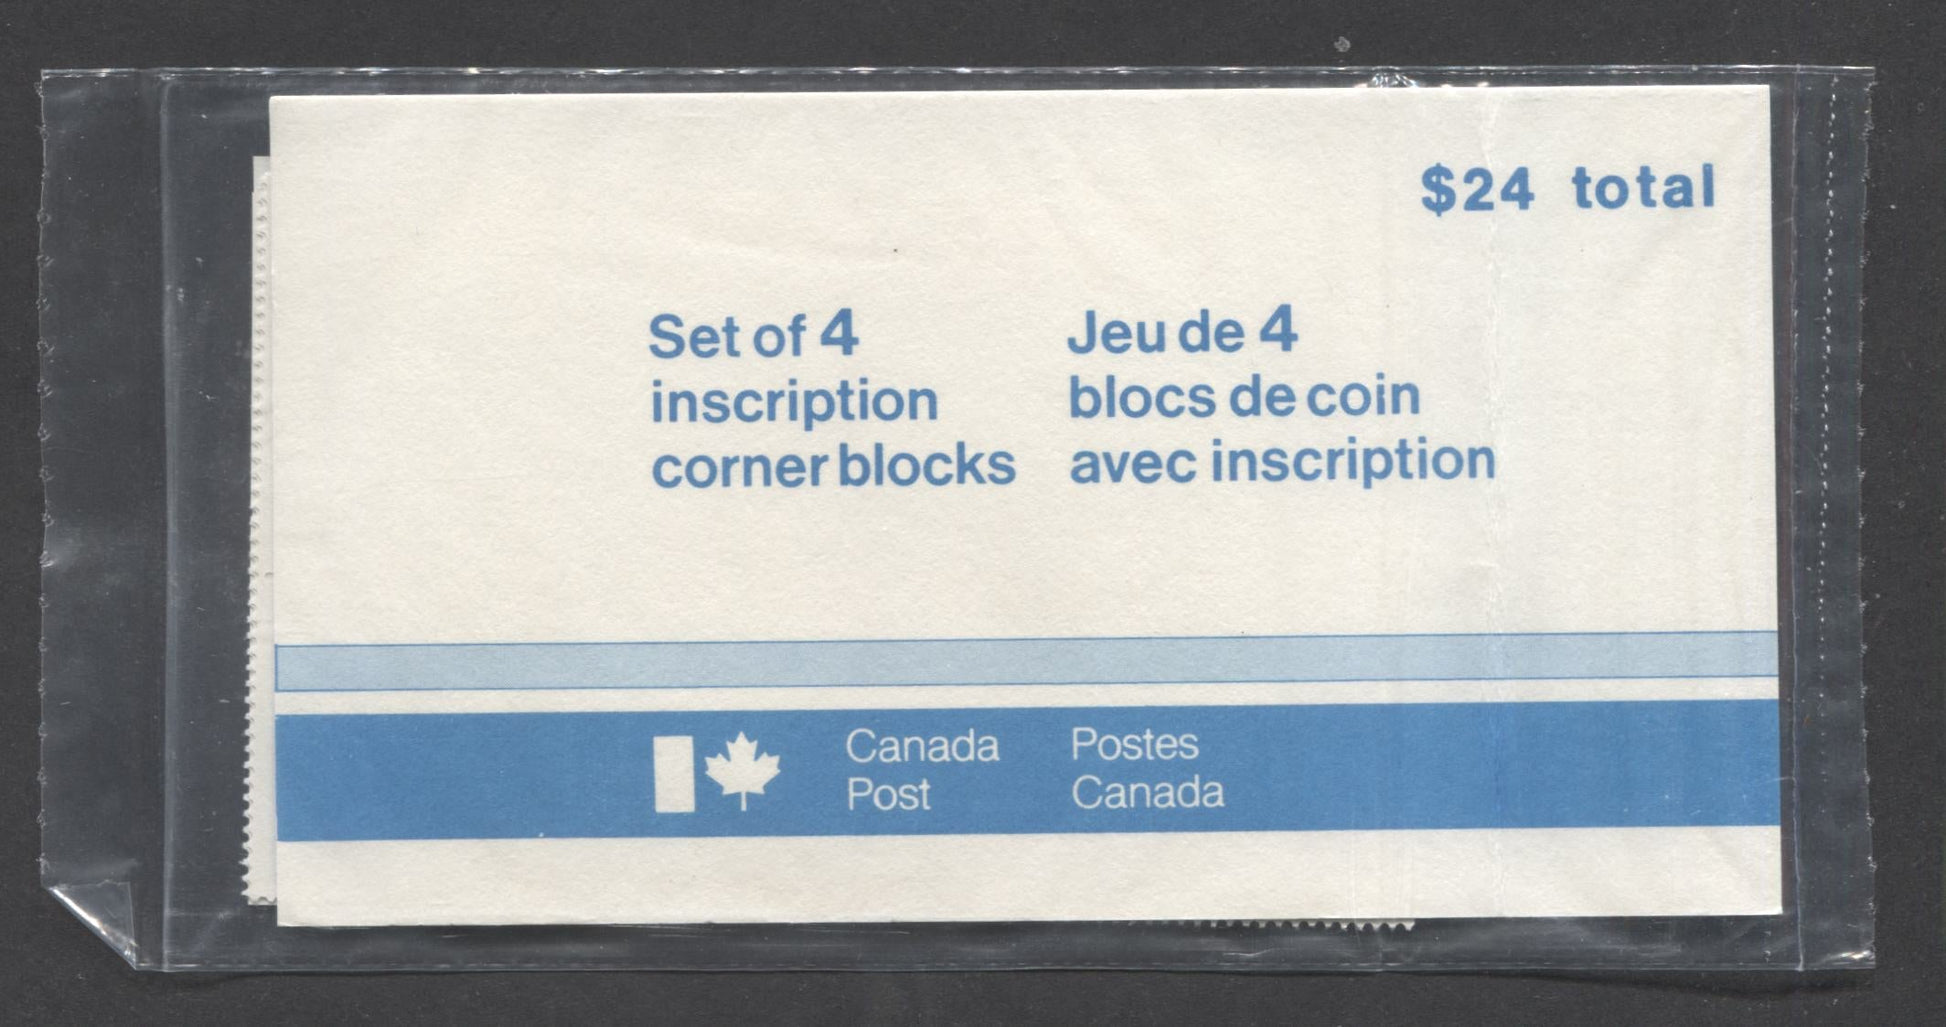 $24 total
Set of 4
inscription
corner blocks
Jeu de 4
blocs de coin
avec inscription
Canada
Post
Postes
Canada